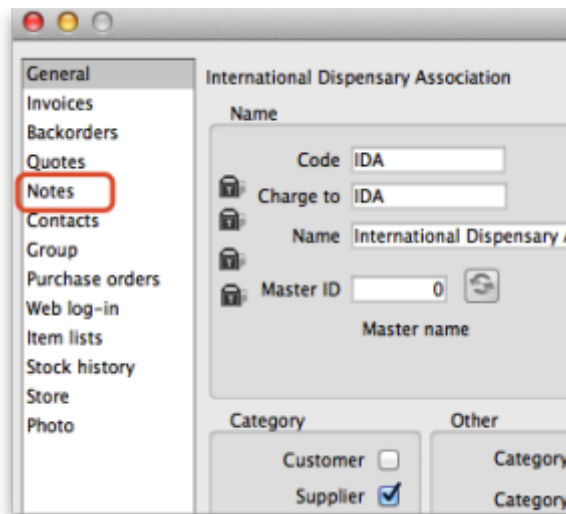 General
Invoices
Backorders
Quotes
Notes
Contacts
Group
Purchase orders
Web log-in
Item lists
Stock history
Store
Photo
International Dispensary Association
Name
Code IDA
Charge to IDA
Name International Dispensary
Master ID 0
Master name
Category
Customer
Supplier
Other
Category
Category